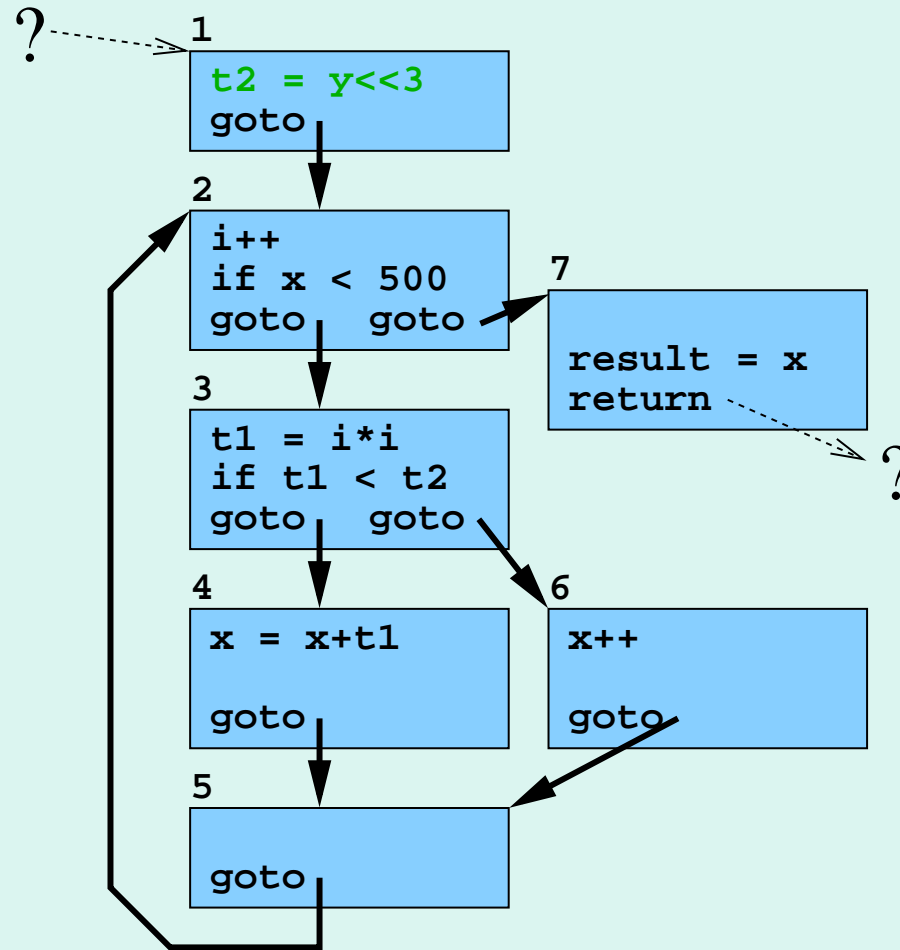 ?
1
t2 = y<<3
goto
2
i++
if x < 500
goto goto
7
result = x
return
?
3
t1 = i*i
if t1 < t2
goto goto
4
x = x+t1
goto
6
x++
goto
5
goto